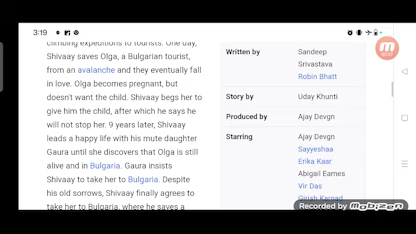 3:19
climbing expeditions to tourists. One day,
Shivaay saves Olga, a Bulgarian tourist,
from an avalanche and they eventually fall
in love. Olga becomes pregnant, but
doesn't want the child. Shivaay begs her to
give him the child, after which he says he
will not stop her. 9 years later, Shivaay
leads a happy life with his mute daughter
Gaura until she discovers that Olga is still
alive and in Bulgaria. Gaura insists
Shivaay to take her to Bulgaria. Despite
his old sorrows, Shivaay finally agrees to
take her to Bulgaria, where he saves a
Written by
Sandeep
Srivastava
Robin Bhatt
Story by
Uday Khunti
Produced by
Ajay Devgn
Starring
Ajay Devgn
Sayyeshaa
Erika Kaar
Abigail Eames
Vir Das
Girish Karnad
Recorded by
Mobizen